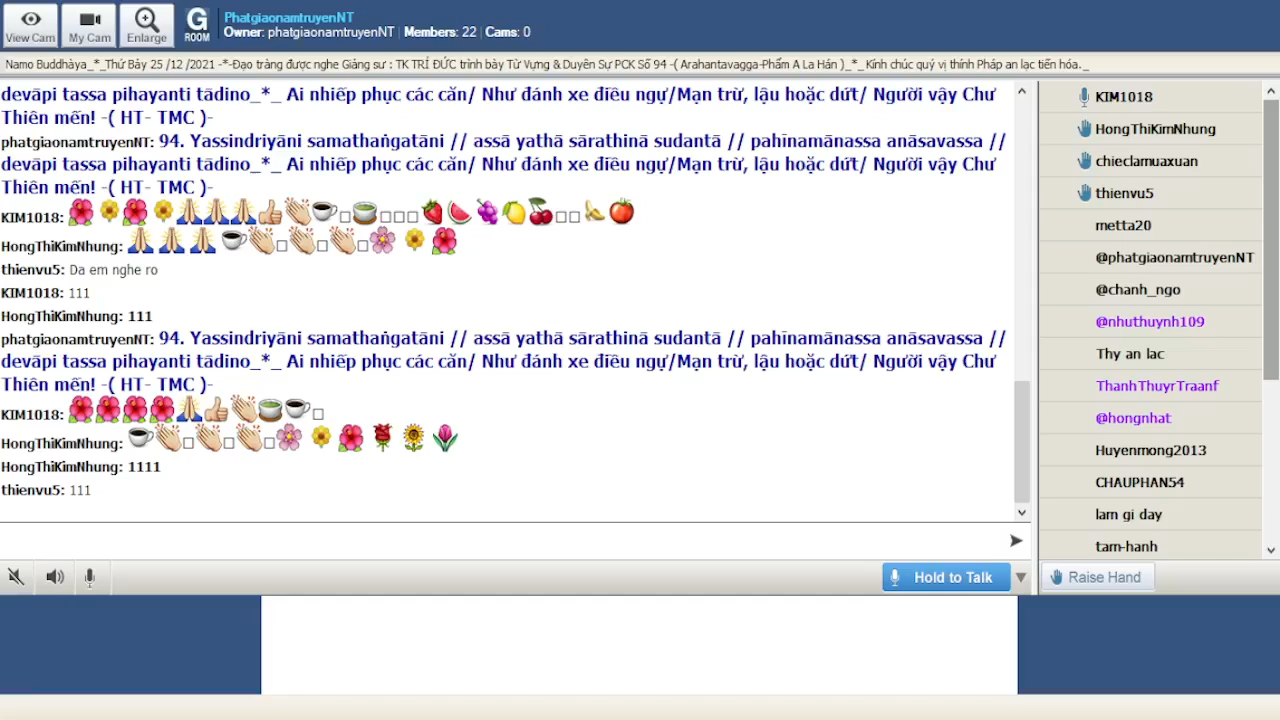 View Cam
My Cam
Enlarge
G
ROOM
PhatgiaonamtruyenNT
Owner: phatgiaonamtruyenNT | Members: 22 | Cams: 0
Namo Buddhàya_*_Thứ Bảy 25 /12 /2021 -*-Đạo tràng được nghe Giảng sư : TK TRÍ ĐỨC trình bày Từ Vựng & Duyên Sự PCK Số 94 -( Arahantavagga-Phẩm A La Hán )_*_ Kính chúc quý vị thính Pháp an lạc tiến hóa._
devāpi tassa pihayanti tādino_*_ Ai nhiếp phục các căn/ Như đánh xe điều ngự/Mạn trừ, lậu hoặc dứt/ Người vậy Chư
Thiên mến! -( HT- TMC )-
phatgiaonamtruyenNT: 94. Yassindriyāni samathaṅgatāni // assā yathā sārathinā sudantā // pahīnamānassa anāsavassa //
devāpi tassa pihayanti tādino_*_ Ai nhiếp phục các căn/ Như đánh xe điều ngự/Mạn trừ, lậu hoặc dứt/ Người vậy Chư
Thiên mến! -( HT- TMC )-
KIM1018:
HongThiKimNhung:
thienvu5: Da em nghe ro
KIM1018: 111
HongThiKimNhung: 111
phatgiaonamtruyenNT: 94. Yassindriyāni samathaṅgatāni // assā yathā sārathinā sudantā // pahīnamānassa anāsavassa //
devāpi tassa pihayanti tādino_*_ Ai nhiếp phục các căn/ Như đánh xe điều ngự/Mạn trừ, lậu hoặc dứt/ Người vậy Chư
Thiên mến! -( HT- TMC )-
KIM1018:
HongThiKimNhung:
HongThiKimNhung: 1111
thienvu5: 111
Hold to Talk
KIM1018
HongThiKimNhung
chieclamuaxuan
thienvu5
metta20
@phatgiaonamtruyenNT
@chanh_ngo
@nhuthuynh109
Thy an lac
ThanhThuyrTraanf
@hongnhat
Huyenmong2013
CHAUPHAN54
lam gi day
tam-hanh
Raise Hand